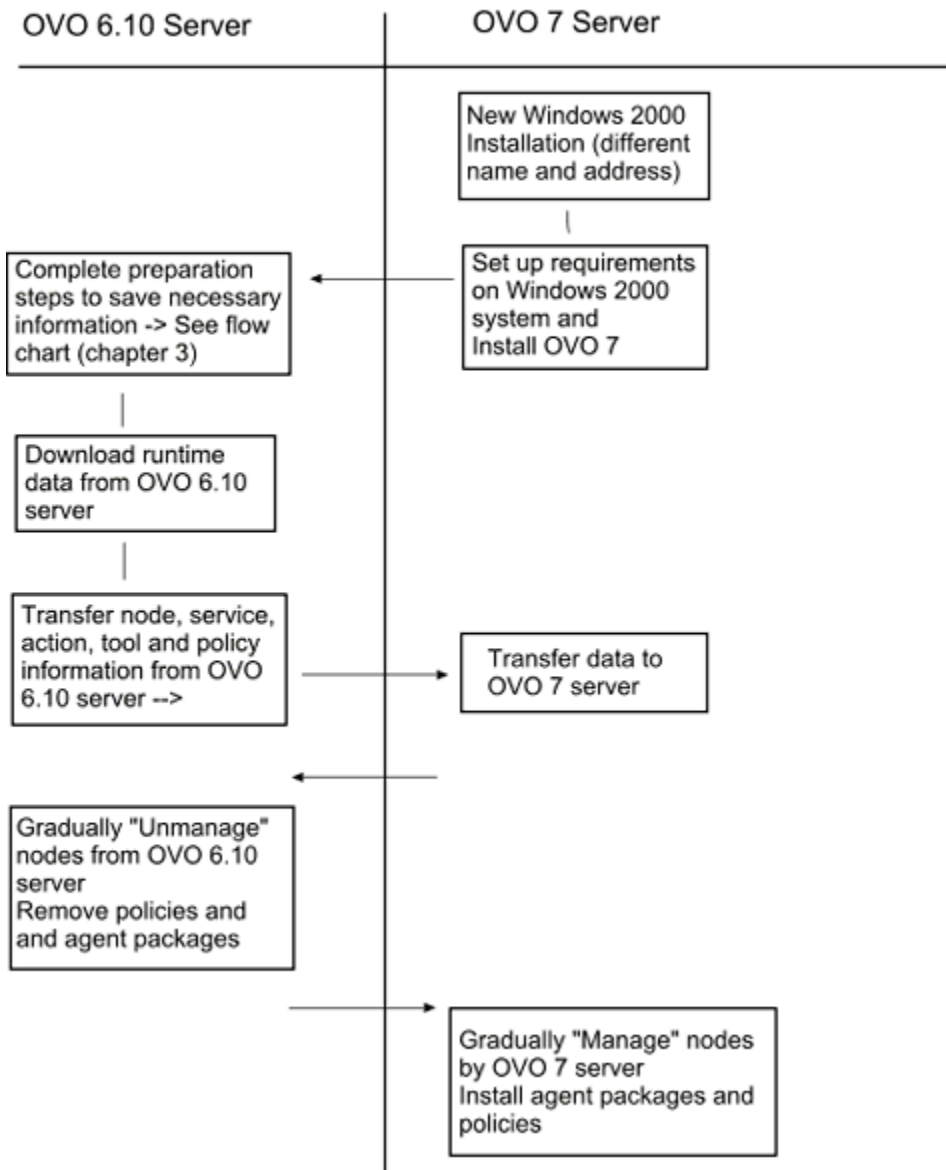 OVO 6.10 Server
OVO 7 Server
New Windows 2000
Installation (different
name and address)
Set up requirements
on Windows 2000
system and
Install OVO 7
Complete preparation
steps to save necessary
information -> See flow
chart (chapter 3)
Download runtime
data from OVO 6.10
server
Transfer node, service,
action, tool and policy
information from OVO
6.10 server -->
Transfer data to
OVO 7 server
Gradually "Unmanage"
nodes from OVO 6.10
server
Remove policies and
and agent packages
Gradually "Manage" nodes
by OVO 7 server
Install agent packages and
policies